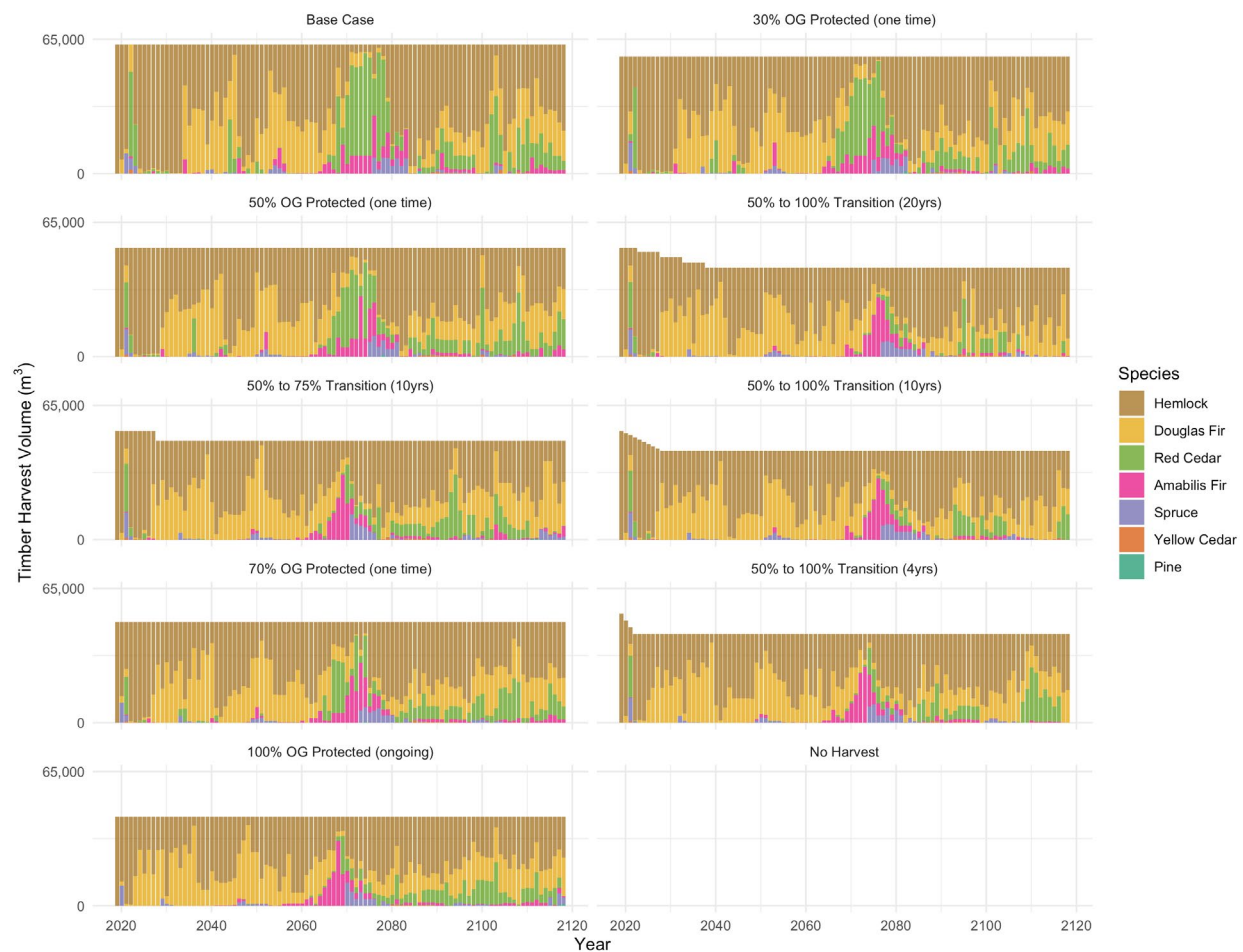 Base Case
30% OG Protected (one time)
65,000
0
50% OG Protected (one time)
50% to 100% Transition (20yrs)
65,000
0
50% to 75% Transition (10yrs)
50% to 100% Transition (10yrs)
65,000
0
70% OG Protected (one time)
50% to 100% Transition (4yrs)
65,000
0
100% OG Protected (ongoing)
No Harvest
65,000
0
2020 2040 2060 2080 2100 2120
2020 2040 2060 2080 2100 2120
Year
Timber Harvest Volume (m³)
Species
Hemlock
Douglas Fir
Red Cedar
Amabilis Fir
Spruce
Yellow Cedar
Pine